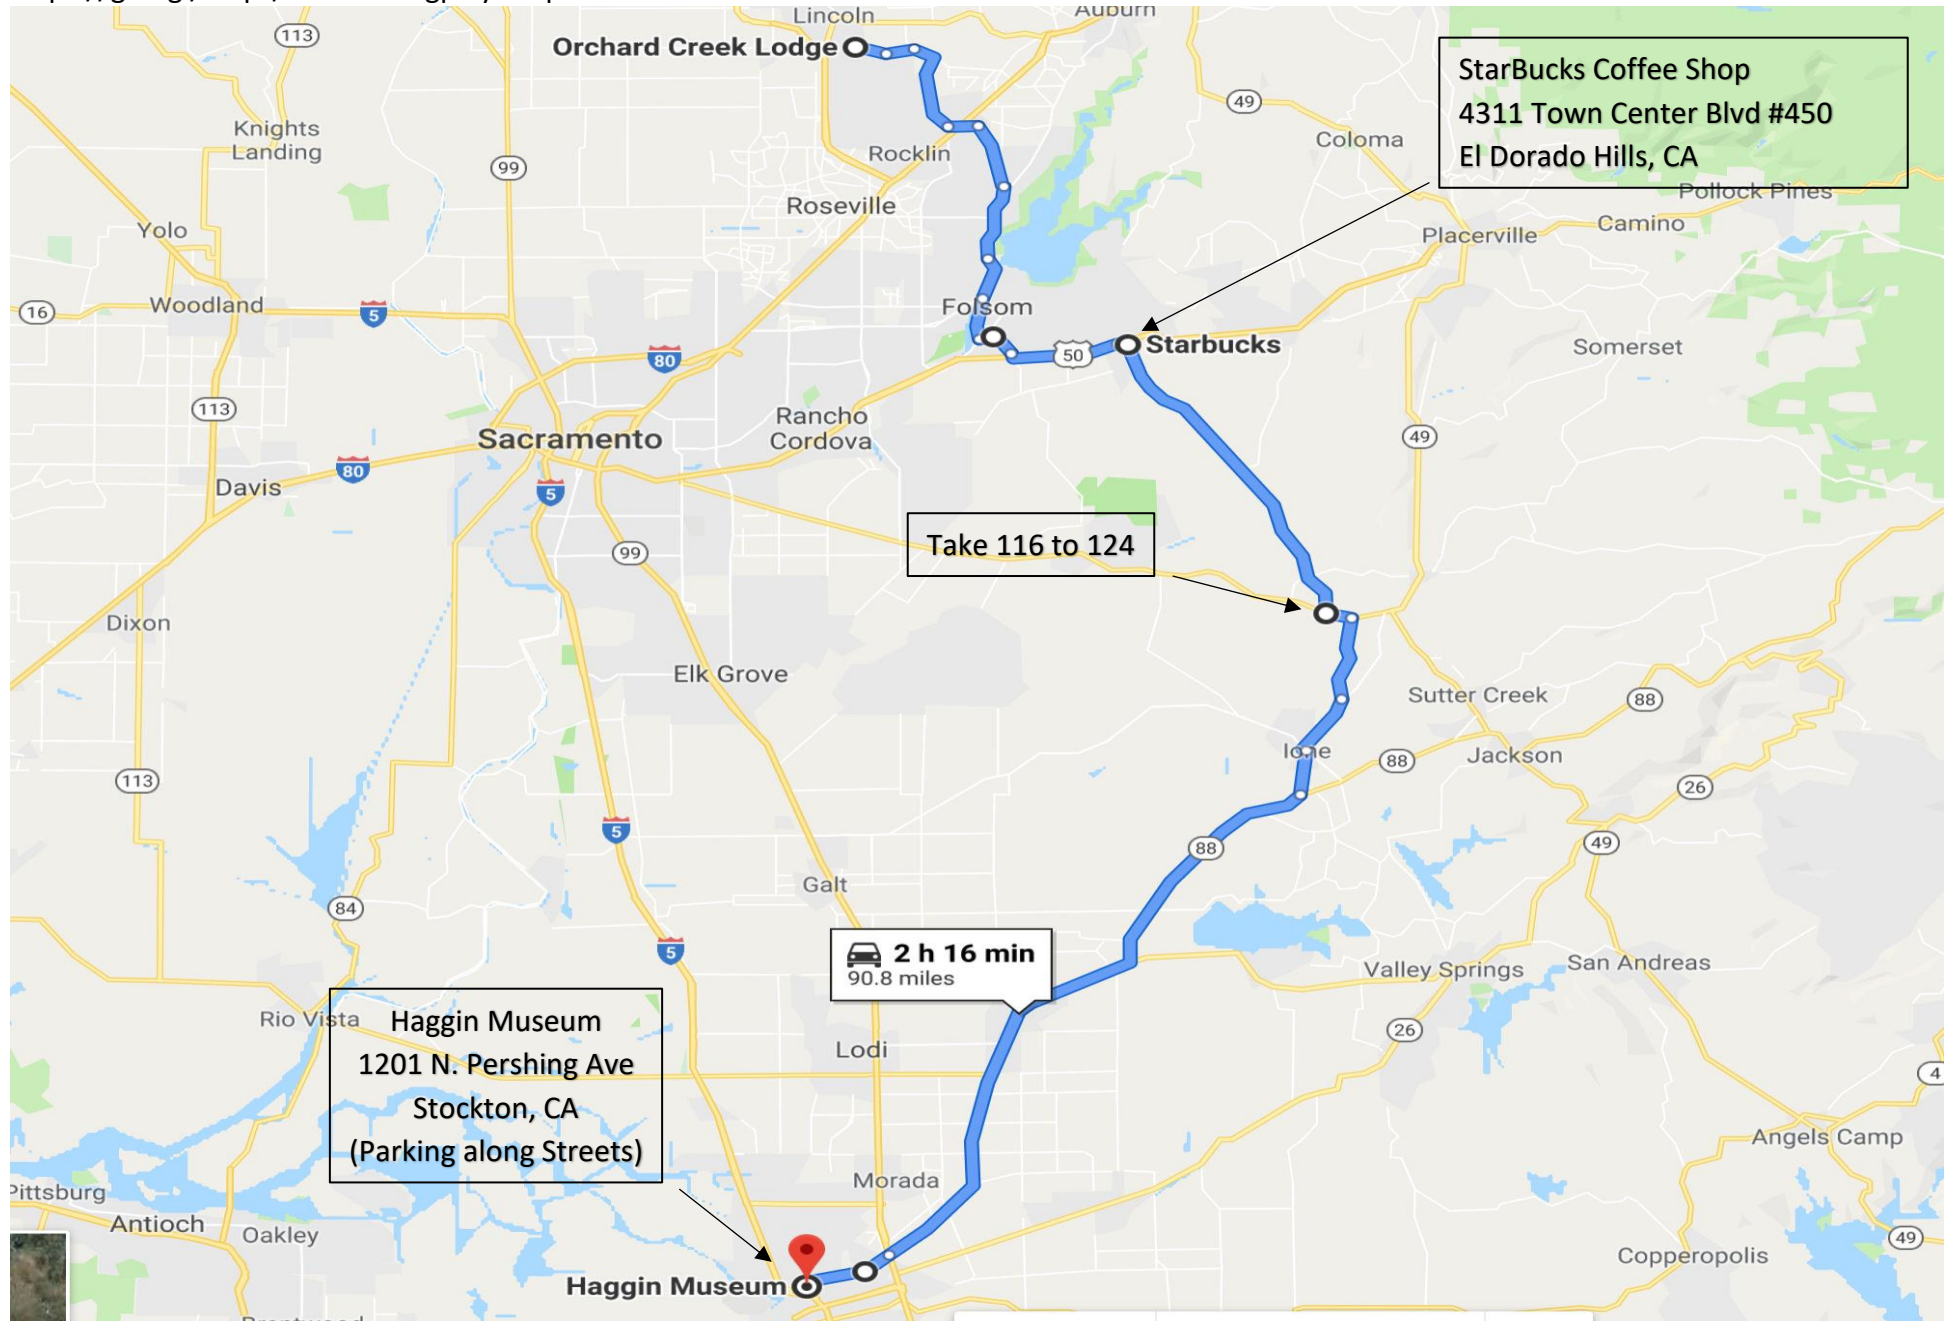 Lincoln
Auburn
113
Orchard Creek Lodge
StarBucks Coffee Shop
4311 Town Center Blvd #450
El Dorado Hills, CA
49
Knights
Landing
Coloma
Rocklin
99
Pollock Pines
Roseville
Camino
Yolo
Placerville
Woodland
16
5
Folsom
Starbucks
50
80
Somerset
113
Rancho
Cordova
49
Sacramento
80
Davis
5
Take 116 to 124
99
Dixon
Elk Grove
Sutter Creek
88
Ione
88
Jackson
113
26
5
49
88
Galt
84
5
2 h 16 min
90.8 miles
Valley Springs
San Andreas
Rio Vista
Haggin Museum
1201 N. Pershing Ave
Stockton, CA
(Parking along Streets)
26
Lodi
4
Angels Camp
Morada
Pittsburg
Antioch
Oakley
49
Copperopolis
Haggin Museum